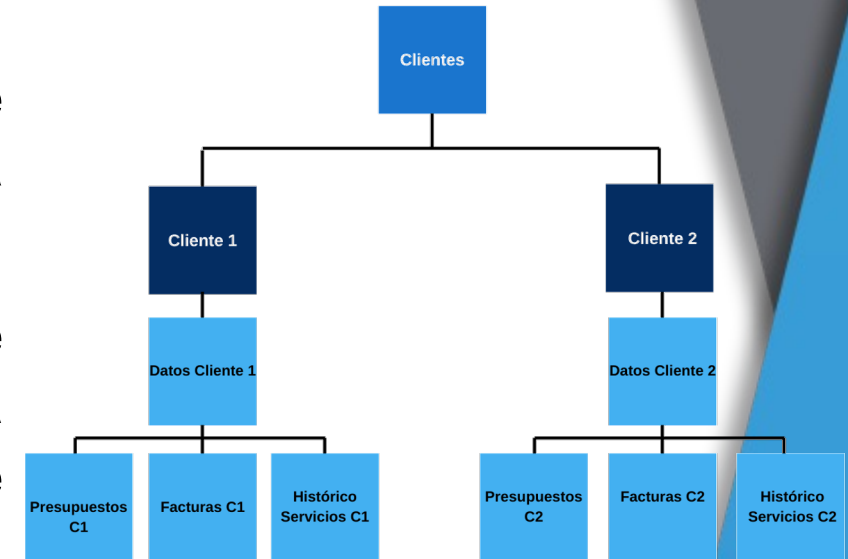 Clientes
Cliente 1
Cliente 2
Datos Cliente 1
Datos Cliente 2
Presupuestos
C1
Facturas C1
Histórico
Servicios C1
Presupuestos
C2
Facturas C2
Histórico
Servicios C2